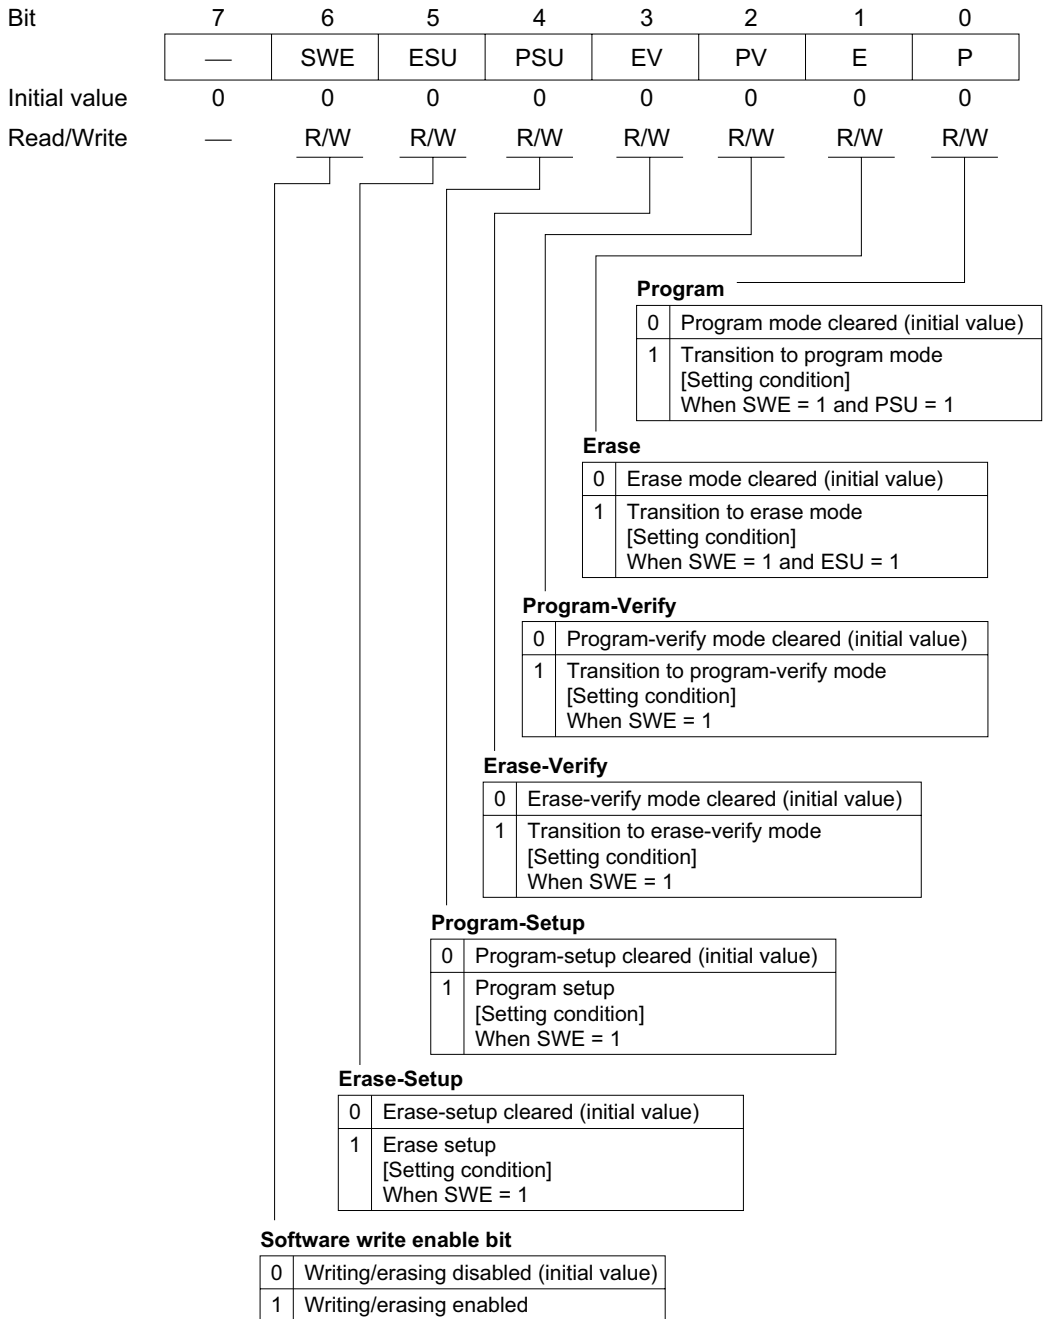 Bit 7 6 5 4 3 2 1 0
— SWE ESU PSU EV PV E P
Initial value 0 0 0 0 0 0 0 0
Read/Write — R/W R/W R/W R/W R/W R/W R/W
Program
0 Program mode cleared (initial value)
1 Transition to program mode
[Setting condition]
When SWE = 1 and PSU = 1
Erase
0 Erase mode cleared (initial value)
1 Transition to erase mode
[Setting condition]
When SWE = 1 and ESU = 1
Program-Verify
0 Program-verify mode cleared (initial value)
1 Transition to program-verify mode
[Setting condition]
When SWE = 1
Erase-Verify
0 Erase-verify mode cleared (initial value)
1 Transition to erase-verify mode
[Setting condition]
When SWE = 1
Program-Setup
0 Program-setup cleared (initial value)
1 Program setup
[Setting condition]
When SWE = 1
Erase-Setup
0 Erase-setup cleared (initial value)
1 Erase setup
[Setting condition]
When SWE = 1
Software write enable bit
0 Writing/erasing disabled (initial value)
1 Writing/erasing enabled